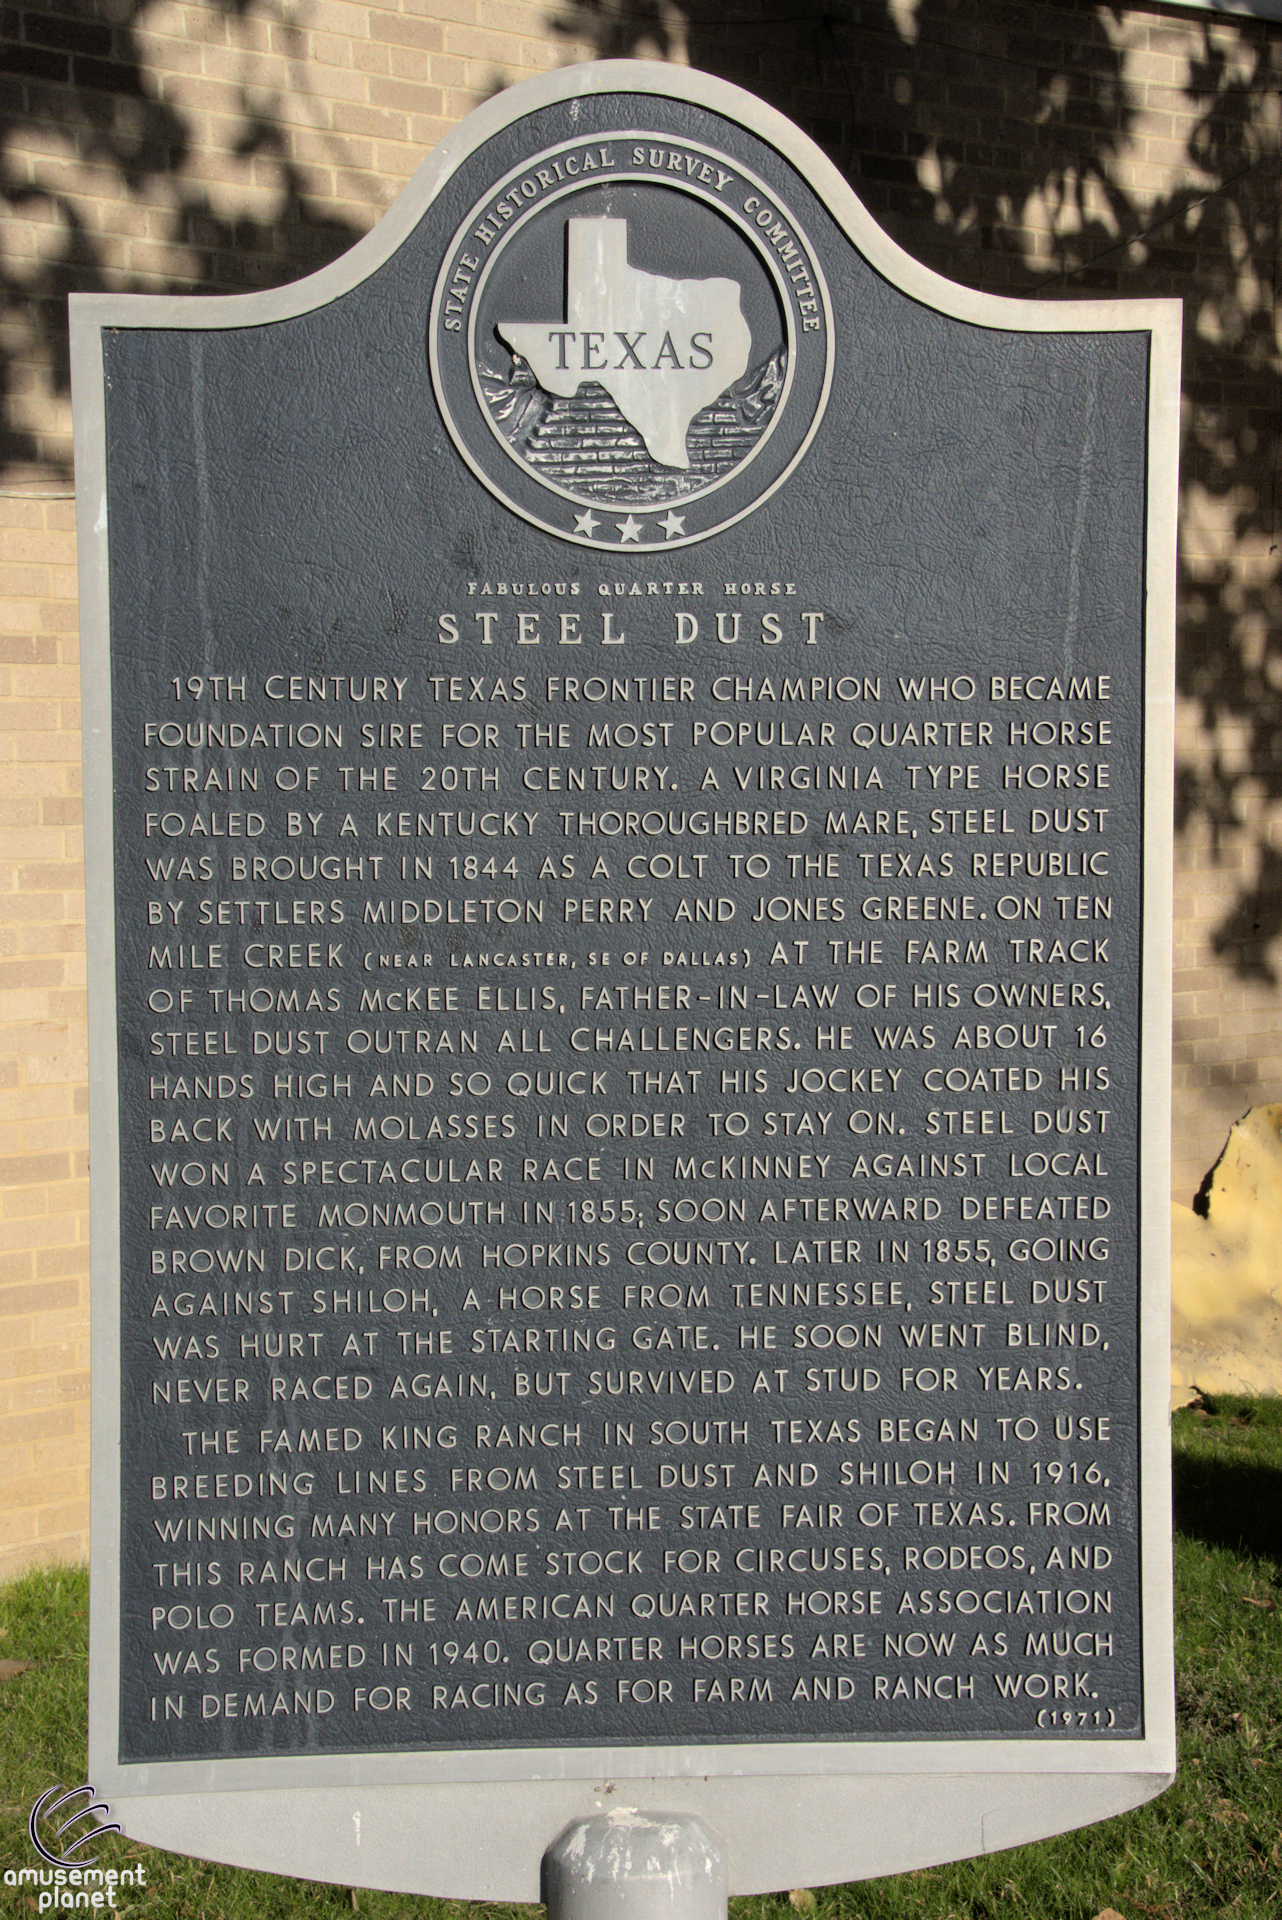 STATE HISTORICAL SURVEY COMMITTEE
TEXAS
FABULOUS QUARTER HORSE
STEEL DUST
19TH CENTURY TEXAS FRONTIER CHAMPION WHO BECAME
FOUNDATION SIRE FOR THE MOST POPULAR QUARTER HORSE
STRAIN OF THE 20TH CENTURY. A VIRGINIA TYPE HORSE
FOALED BY A KENTUCKY THOROUGHBRED MARE, STEEL DUST
WAS BROUGHT IN 1844 AS A COLT TO THE TEXAS REPUBLIC
BY SETTLERS MIDDLETON PERRY AND JONES GREENE. ON TEN
MILE CREEK (NEAR LANCASTER, SE OF DALLAS) AT THE FARM TRACK
OF THOMAS McKEE ELLIS, FATHER-IN-LAW OF HIS OWNERS,
STEEL DUST OUTRAN ALL CHALLENGERS. HE WAS ABOUT 16
HANDS HIGH AND SO QUICK THAT HIS JOCKEY COATED HIS
BACK WITH MOLASSES IN ORDER TO STAY ON. STEEL DUST
WON A SPECTACULAR RACE IN McKINNEY AGAINST LOCAL
FAVORITE MONMOUTH IN 1855; SOON AFTERWARD DEFEATED
BROWN DICK, FROM HOPKINS COUNTY. LATER IN 1855, GOING
AGAINST SHILOH, A HORSE FROM TENNESSEE, STEEL DUST
WAS HURT AT THE STARTING GATE. HE SOON WENT BLIND,
NEVER RACED AGAIN, BUT SURVIVED AT STUD FOR YEARS.
THE FAMED KING RANCH IN SOUTH TEXAS BEGAN TO USE
BREEDING LINES FROM STEEL DUST AND SHILOH IN 1916,
WINNING MANY HONORS AT THE STATE FAIR OF TEXAS. FROM
THIS RANCH HAS COME STOCK FOR CIRCUSES, RODEOS, AND
POLO TEAMS. THE AMERICAN QUARTER HORSE ASSOCIATION
WAS FORMED IN 1940. QUARTER HORSES ARE NOW AS MUCH
IN DEMAND FOR RACING AS FOR FARM AND RANCH WORK.
(1971)
amusement
planet